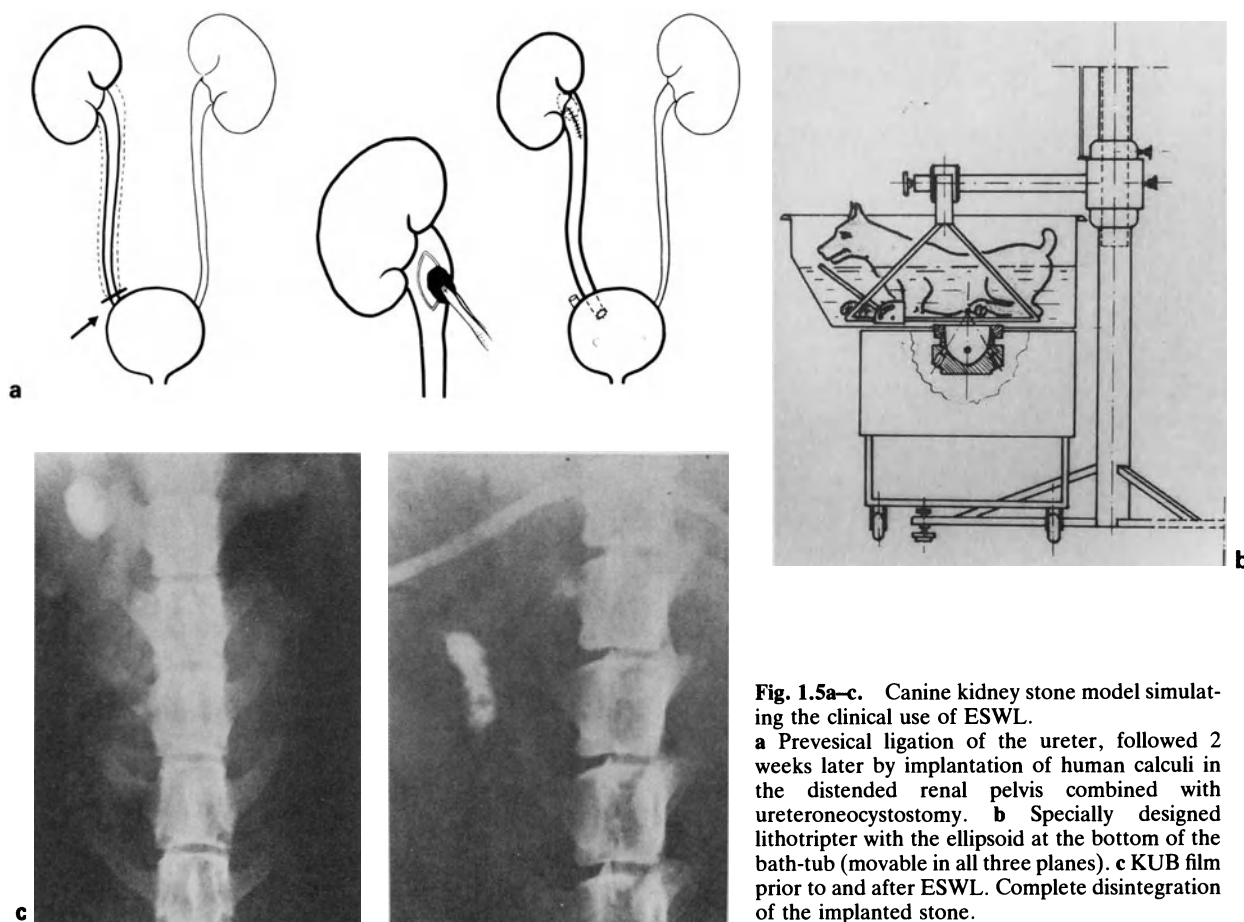 a
b
c
Fig. 1.5a–c. Canine kidney stone model simulat-
ing the clinical use of ESWL.
a Prevesical ligation of the ureter, followed 2
weeks later by implantation of human calculi in
the distended renal pelvis combined with
ureteroneocystostomy. b Specially designed
lithotripter with the ellipsoid at the bottom of the
bath-tub (movable in all three planes). c KUB film
prior to and after ESWL. Complete disintegration
of the implanted stone.